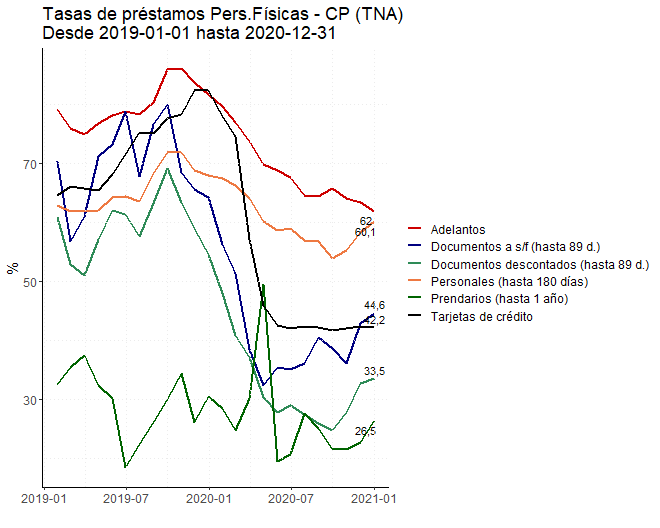 Tasas de préstamos Pers.Físicas - CP (TNA)
Desde 2019-01-01 hasta 2020-12-31
%
70
50
30
2019-01
2019-07
2020-01
2020-07
2021-01
62
60,1
44,6
42,2
33,5
26,5
Adelantos
Documentos a s/f (hasta 89 d.)
Documentos descontados (hasta 89 d.)
Personales (hasta 180 días)
Prendarios (hasta 1 año)
Tarjetas de crédito